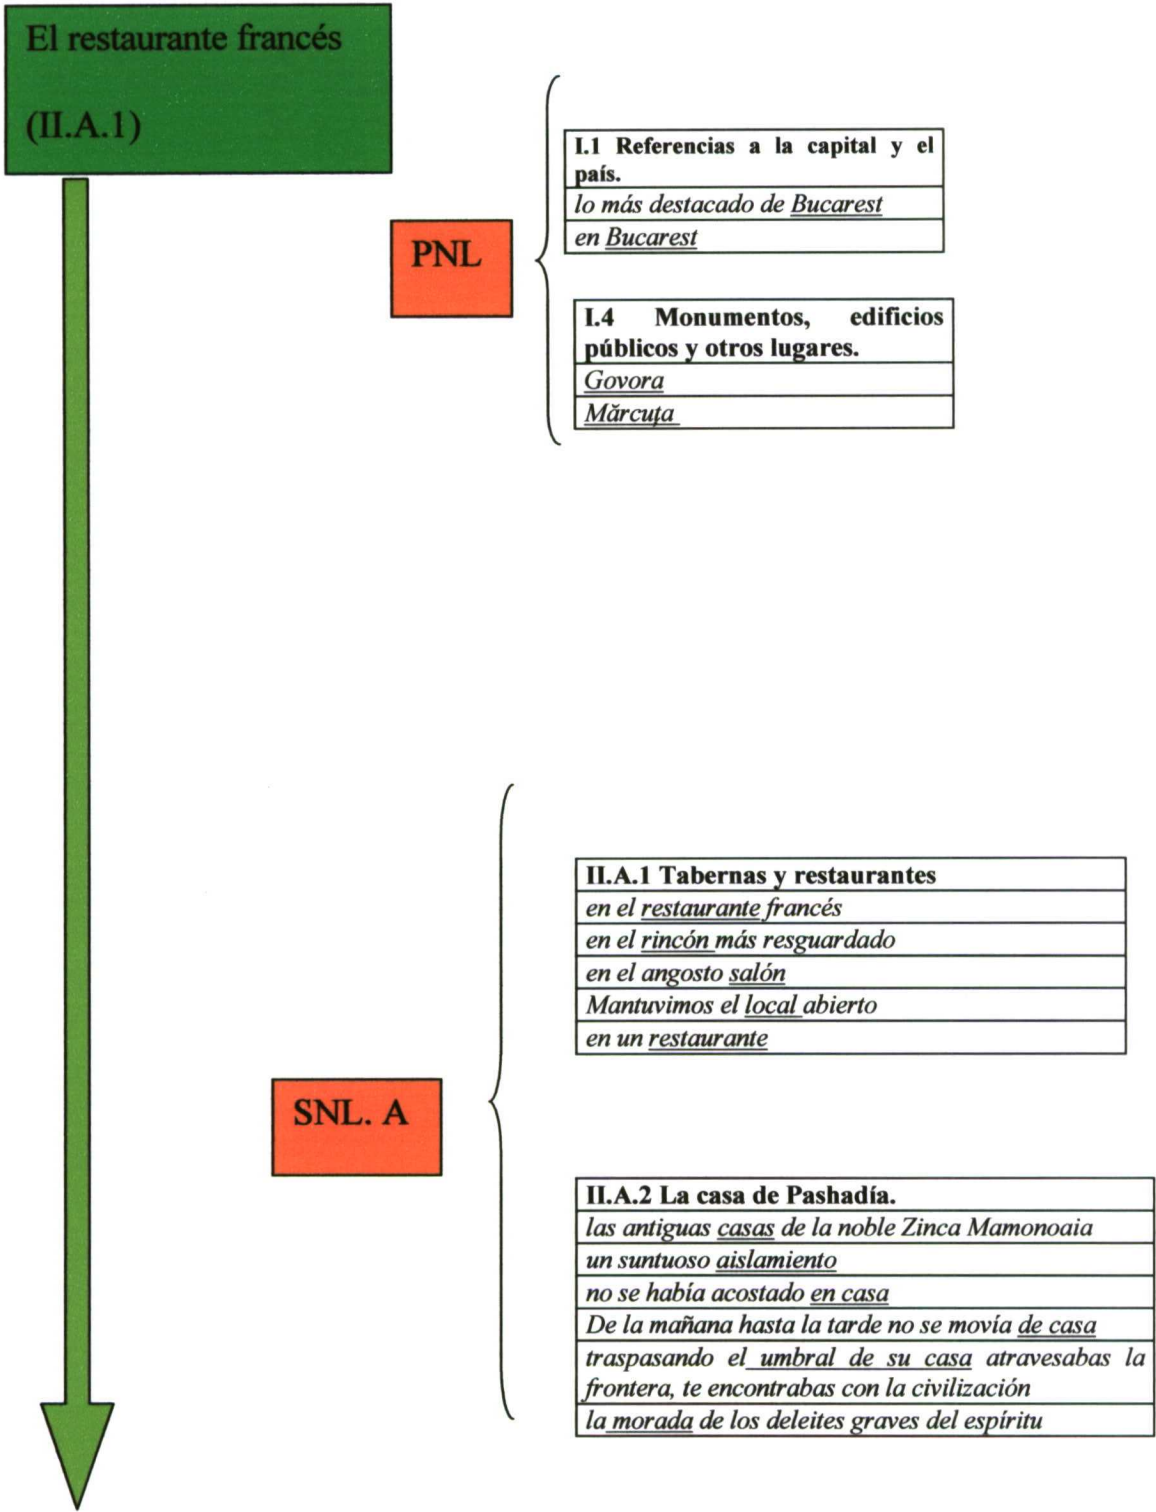 El restaurante francés
(II.A.1)
PNL
I.1 Referencias a la capital y el
país.
lo más destacado de Bucarest
en Bucarest
I.4 Monumentos, edificios
públicos y otros lugares.
Govora
Mărcuţa
SNL. A
II.A.1 Tabernas y restaurantes
en el restaurante francés
en el rincón más resguardado
en el angosto salón
Mantuvimos el local abierto
en un restaurante
II.A.2 La casa de Pashadía.
las antiguas casas de la noble Zinca Mamonoaia
un suntuoso aislamiento
no se había acostado en casa
De la mañana hasta la tarde no se movía de casa
traspasando el umbral de su casa atravesabas la
frontera, te encontrabas con la civilización
la morada de los deleites graves del espíritu